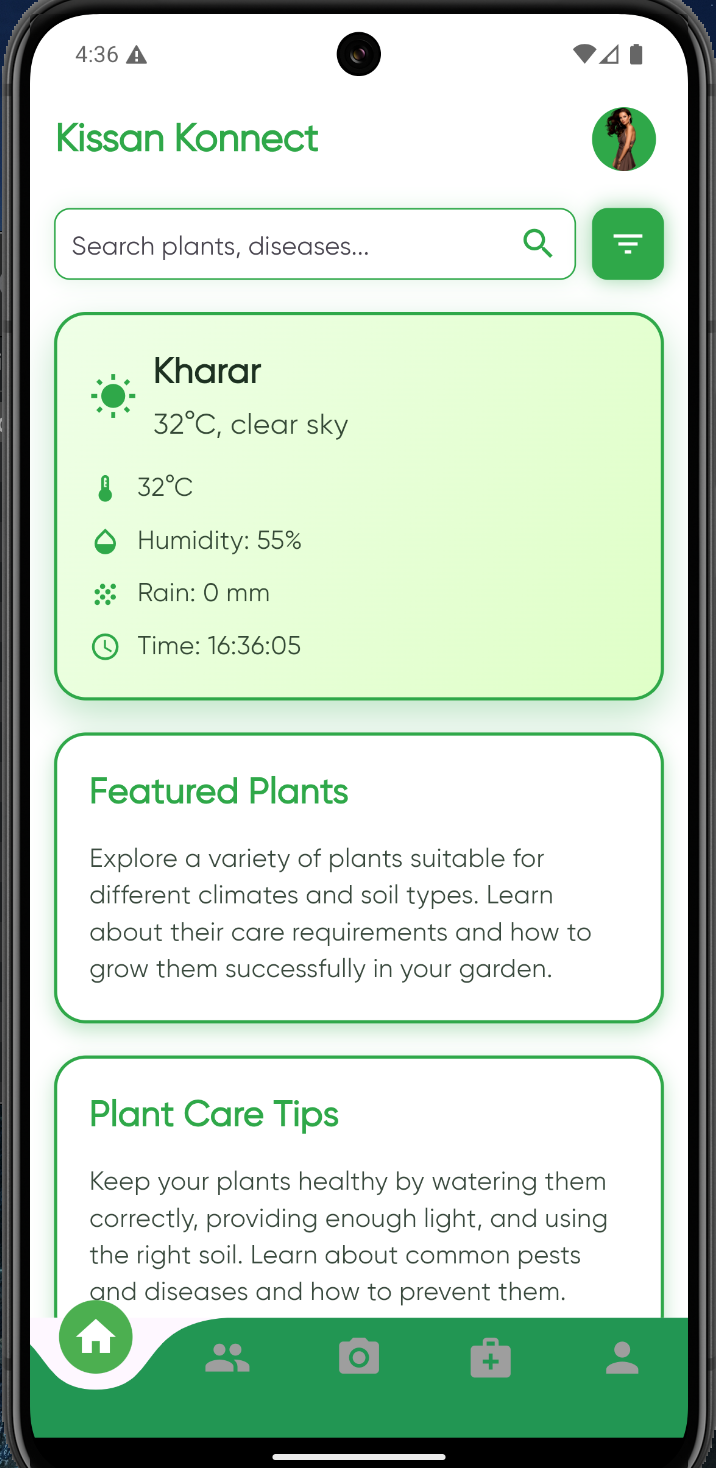 4:36
Kissan Konnect
Search plants, diseases...
Kharar
32°C, clear sky
32°C
Humidity: 55%
Rain: 0 mm
Time: 16:36:05
Featured Plants
Explore a variety of plants suitable for
different climates and soil types. Learn
about their care requirements and how to
grow them successfully in your garden.
Plant Care Tips
Keep your plants healthy by watering them
correctly, providing enough light, and using
the right soil. Learn about common pests
and diseases and how to prevent them.